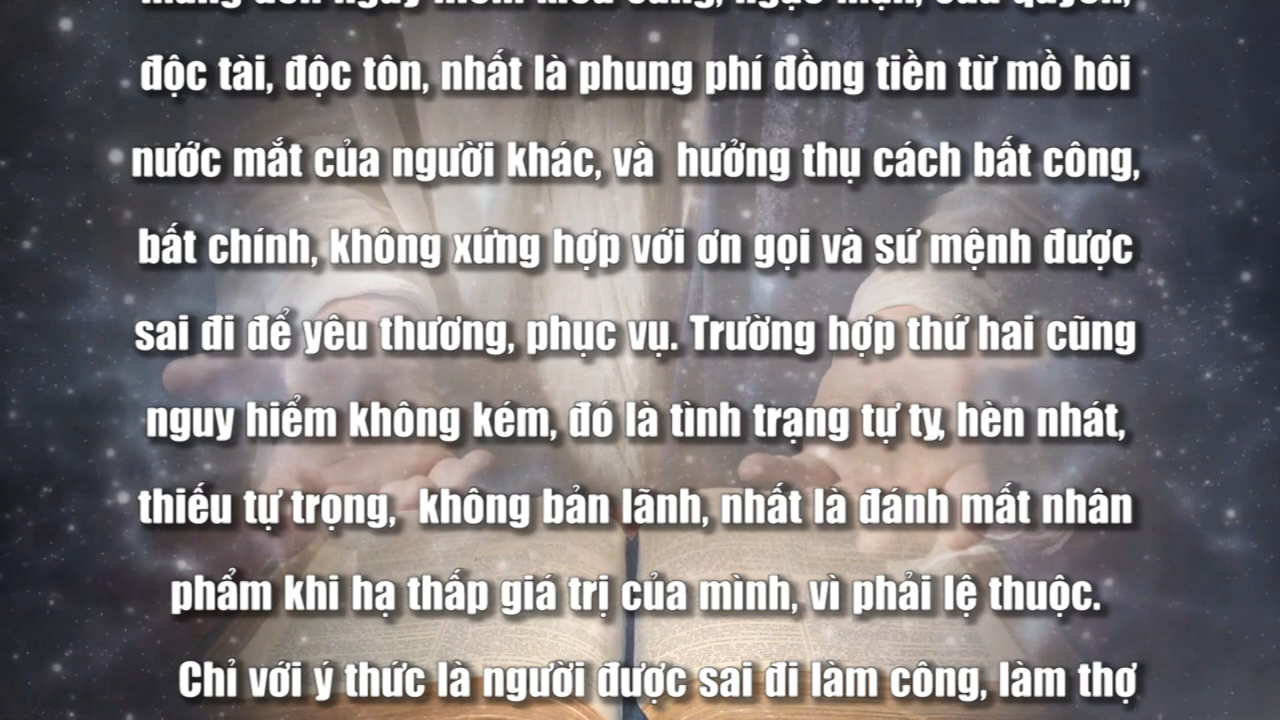 độc tài, độc tôn, nhất là phung phí đồng tiền từ mồ hôi
nước mắt của người khác, và hưởng thụ cách bất công,
bất chính, không xứng hợp với ơn gọi và sứ mệnh được
sai đi để yêu thương, phục vụ. Trường hợp thứ hai cũng
nguy hiểm không kém, đó là tình trạng tự ty, hèn nhát,
thiếu tự trọng, không bản lãnh, nhất là đánh mất nhân
phẩm khi hạ thấp giá trị của mình, vì phải lệ thuộc.
Chỉ với ý thức là người được sai đi làm công, làm thợ